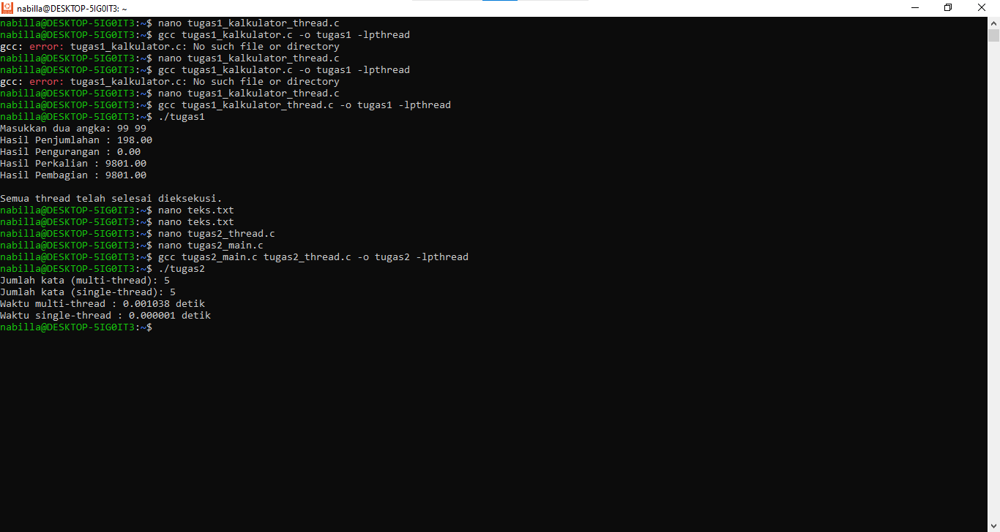 nabilla@DESKTOP-5IG0IT3: ~
nabilla@DESKTOP-5IG0IT3:~$ nano tugas1_kalkulator_thread.c
nabilla@DESKTOP-5IG0IT3:~$ gcc tugas1_kalkulator.c -o tugas1 -lpthread
gcc: error: tugas1_kalkulator.c: No such file or directory
nabilla@DESKTOP-5IG0IT3:~$ nano tugas1_kalkulator_thread.c
nabilla@DESKTOP-5IG0IT3:~$ gcc tugas1_kalkulator.c -o tugas1 -lpthread
gcc: error: tugas1_kalkulator.c: No such file or directory
nabilla@DESKTOP-5IG0IT3:~$ nano tugas1_kalkulator_thread.c
nabilla@DESKTOP-5IG0IT3:~$ gcc tugas1_kalkulator_thread.c -o tugas1 -lpthread
nabilla@DESKTOP-5IG0IT3:~$ ./tugas1
Masukkan dua angka: 99 99
Hasil Penjumlahan : 198.00
Hasil Pengurangan : 0.00
Hasil Perkalian : 9801.00
Hasil Pembagian : 9801.00
Semua thread telah selesai dieksekusi.
nabilla@DESKTOP-5IG0IT3:~$ nano teks.txt
nabilla@DESKTOP-5IG0IT3:~$ nano teks.txt
nabilla@DESKTOP-5IG0IT3:~$ nano tugas2_thread.c
nabilla@DESKTOP-5IG0IT3:~$ nano tugas2_main.c
nabilla@DESKTOP-5IG0IT3:~$ gcc tugas2_main.c tugas2_thread.c -o tugas2 -lpthread
nabilla@DESKTOP-5IG0IT3:~$ ./tugas2
Jumlah kata (multi-thread): 5
Jumlah kata (single-thread): 5
Waktu multi-thread : 0.001038 detik
Waktu single-thread : 0.000001 detik
nabilla@DESKTOP-5IG0IT3:~$